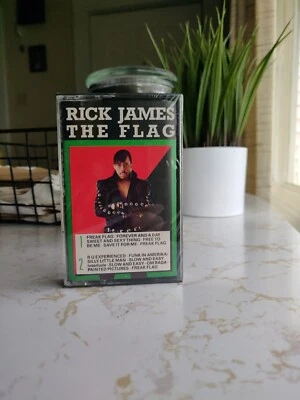 RICK JAMES
THE FLAG
1
FREAK FLAG · FOREVER AND A DAY
SWEET AND SEXY THING · FREE TO
BE ME · SAVE IT FOR ME · FREAK FLAG
2
R U EXPERIENCED · FUNK IN AMERIKA/
SILLY LITTLE MAN · SLOW AND EASY
Interlude · SLOW AND EASY · OM RAGA
PAINTED PICTURES · FREAK FLAG